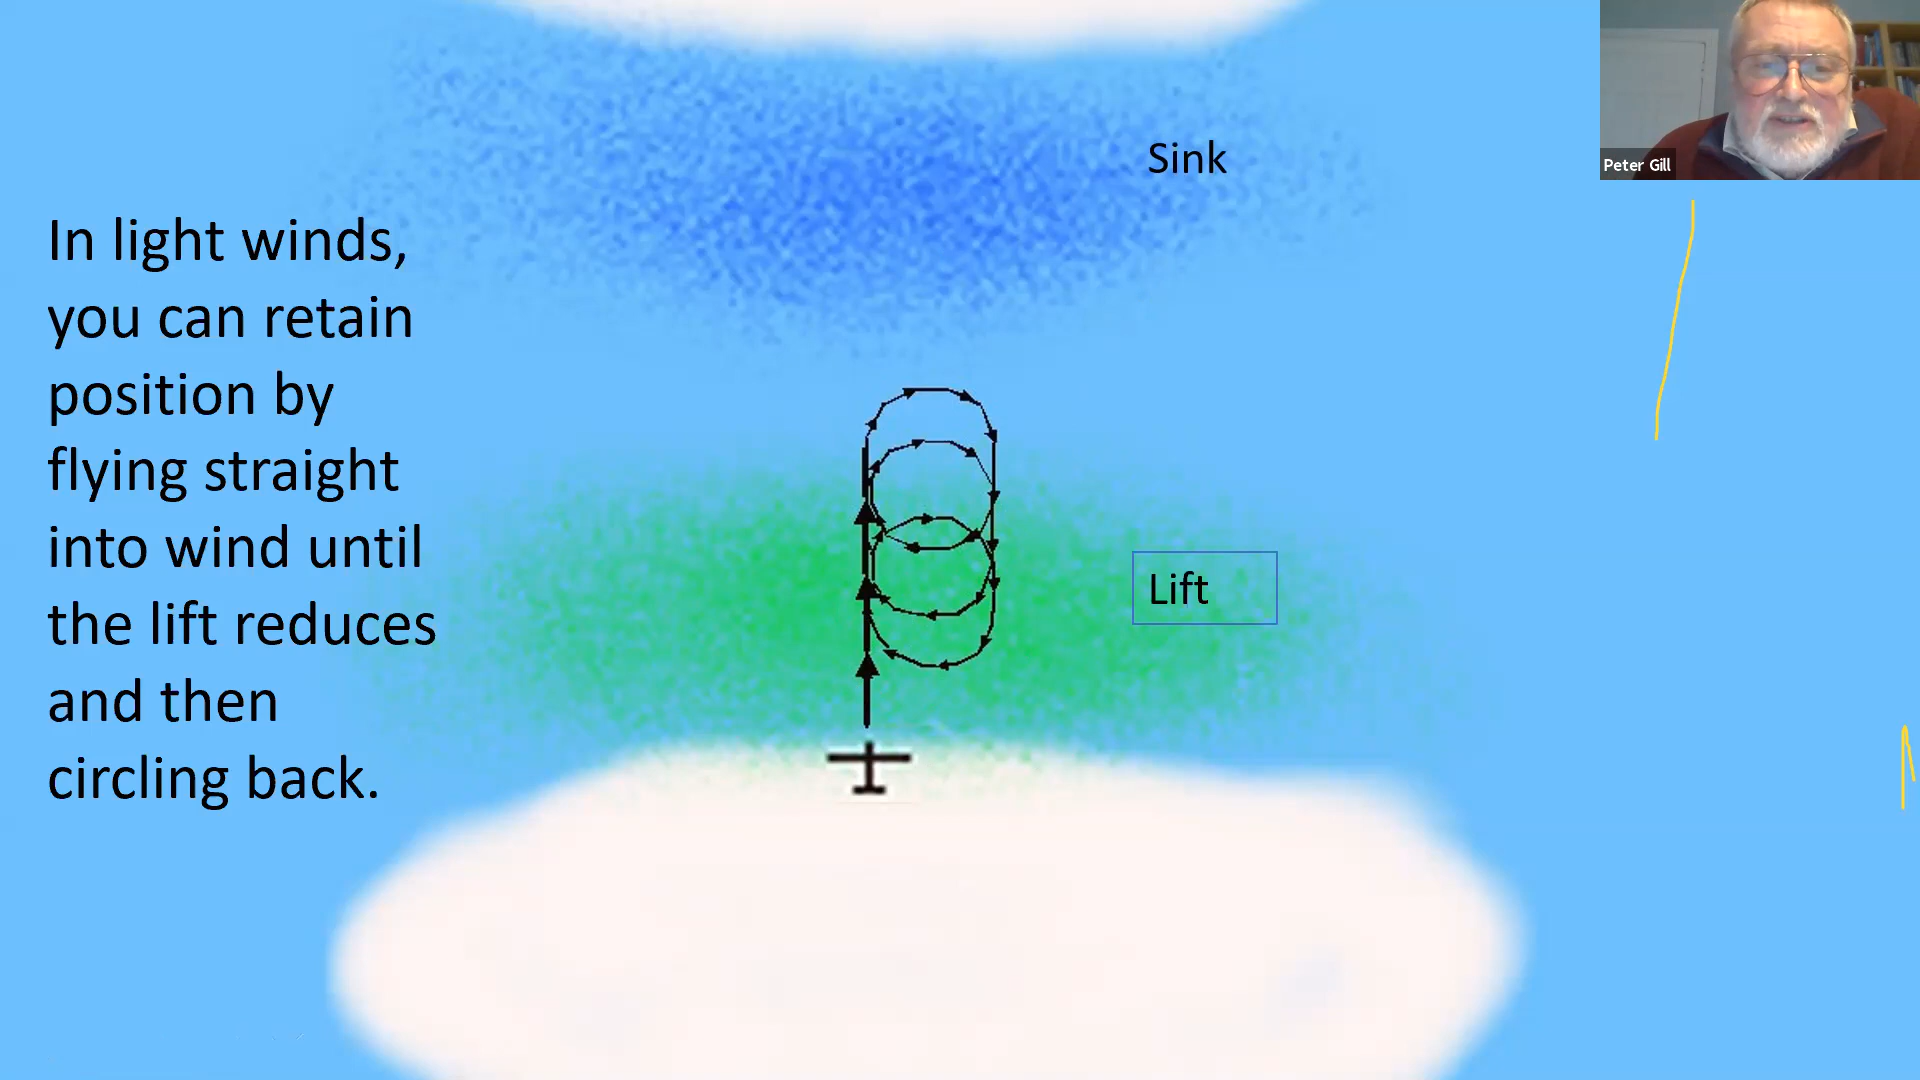 Sink
Peter Gill
In light winds,
you can retain
position by
flying straight
into wind until
the lift reduces
and then
circling back.
Lift